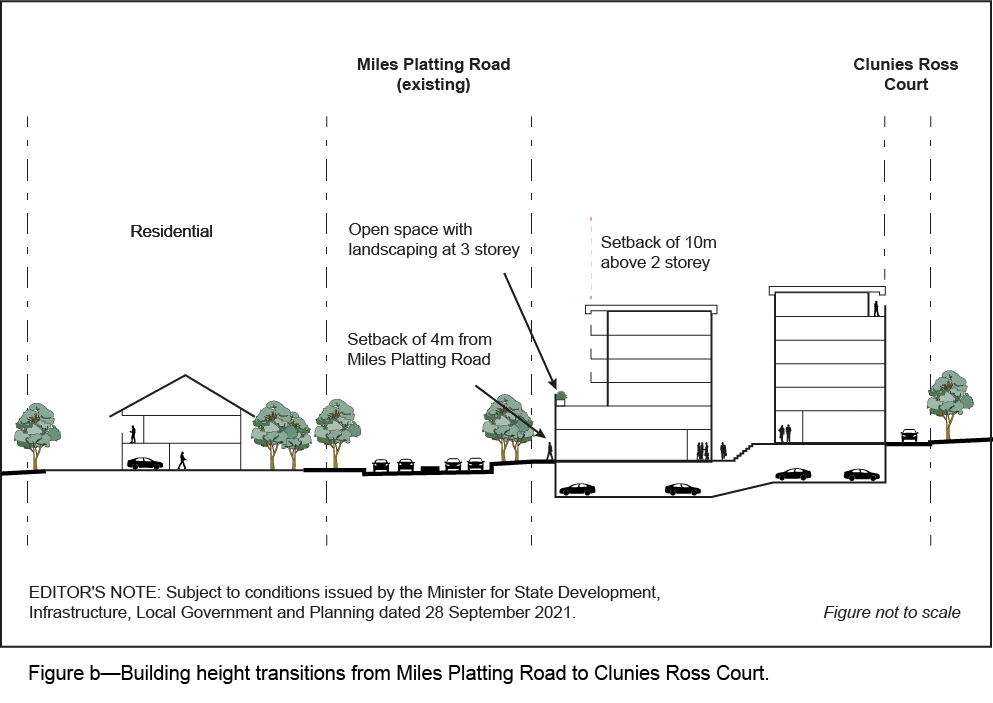 Miles Platting Road
(existing)
Clunies Ross
Court
Residential
Open space with
landscaping at 3 storey
Setback of 10m
above 2 storey
Setback of 4m from
Miles Platting Road
EDITOR'S NOTE: Subject to conditions issued by the Minister for State Development,
Infrastructure, Local Government and Planning dated 28 September 2021.
Figure not to scale
Figure b—Building height transitions from Miles Platting Road to Clunies Ross Court.